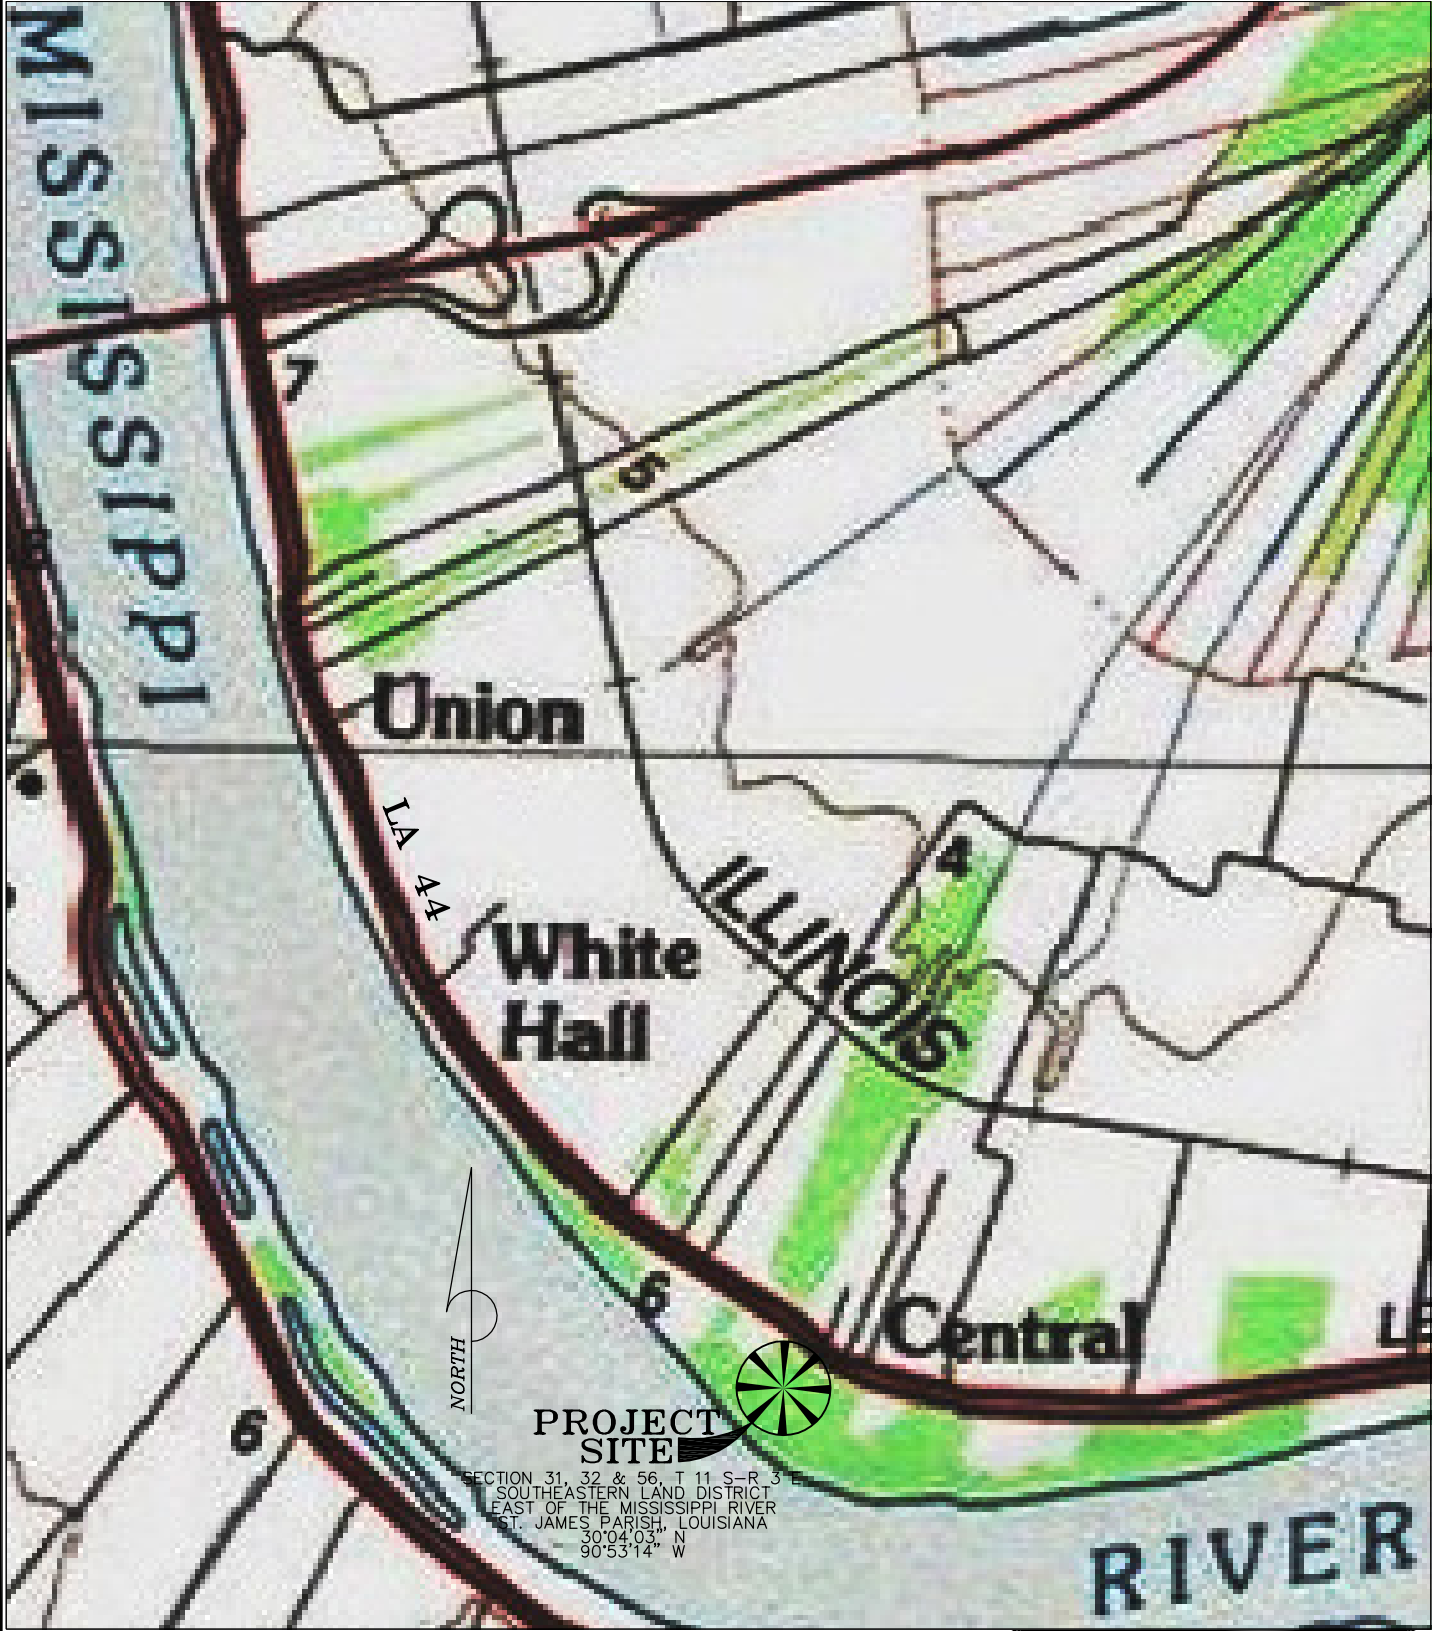 MISSISSIPPI
7
5
Union
LA 44
4
ILLINOIS
White
Hall
6
Central
NORTH
6
PROJECT
SITE
SECTION 31, 32 & 56, T 11 S-R 3 E,
SOUTHEASTERN LAND DISTRICT
EAST OF THE MISSISSIPPI RIVER
ST. JAMES PARISH, LOUISIANA
30°04'03" N
90°53'14" W
RIVER